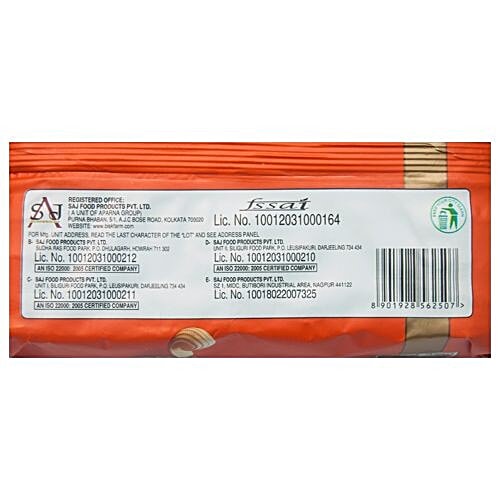 SAJ
REGISTERED OFFICE:
SAJ FOOD PRODUCTS PVT. LTD.
( A UNIT OF APARNA GROUP)
PURNA BHABAN, 5/1, A.J.C BOSE ROAD, KOLKATA 700020
WEBSITE: www.biskfarm.com
fssai
Lic. No. 10012031000164
FOR Mfg. UNIT ADDRESS, READ THE LAST CHARACTER OF THE "LOT" AND SEE ADDRESS PANEL
B- SAJ FOOD PRODUCTS PVT. LTD.
SUDHA RAS FOOD PARK, P.O. DHULAGARH, HOWRAH 711 302
Lic. No. 10012031000212
AN ISO 22000: 2005 CERTIFIED COMPANY
C- SAJ FOOD PRODUCTS PVT. LTD.
UNIT I, SILIGURI FOOD PARK, P.O. LEUSIPAKURI, DARJEELING 734 434
Lic. No. 10012031000211
AN ISO 22000: 2005 CERTIFIED COMPANY
D- SAJ FOOD PRODUCTS PVT. LTD.
UNIT II, SILIGURI FOOD PARK, P.O. LEUSIPAKURI, DARJEELING 734 434
Lic. No. 10012031000210
AN ISO 22000: 2005 CERTIFIED COMPANY
E- SAJ FOOD PRODUCTS PVT. LTD.
SZ 1, MIDC, BUTIBORI INDUSTRIAL AREA, NAGPUR 441122
Lic. No. 10018022007325
8 901928 562507 >